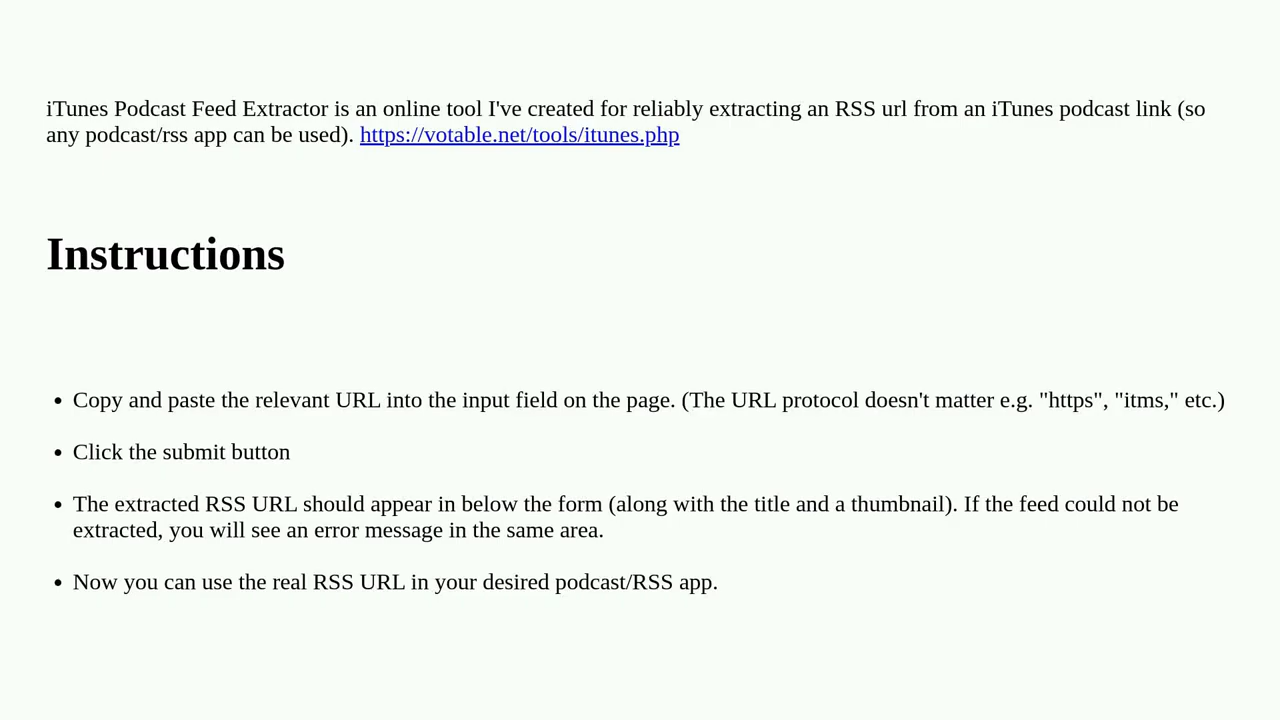 iTunes Podcast Feed Extractor is an online tool I've created for reliably extracting an RSS url from an iTunes podcast link (so
any podcast/rss app can be used). https://votable.net/tools/itunes.php
Instructions
• Copy and paste the relevant URL into the input field on the page. (The URL protocol doesn't matter e.g. "https", "itms," etc.)
• Click the submit button
• The extracted RSS URL should appear in below the form (along with the title and a thumbnail). If the feed could not be
extracted, you will see an error message in the same area.
• Now you can use the real RSS URL in your desired podcast/RSS app.